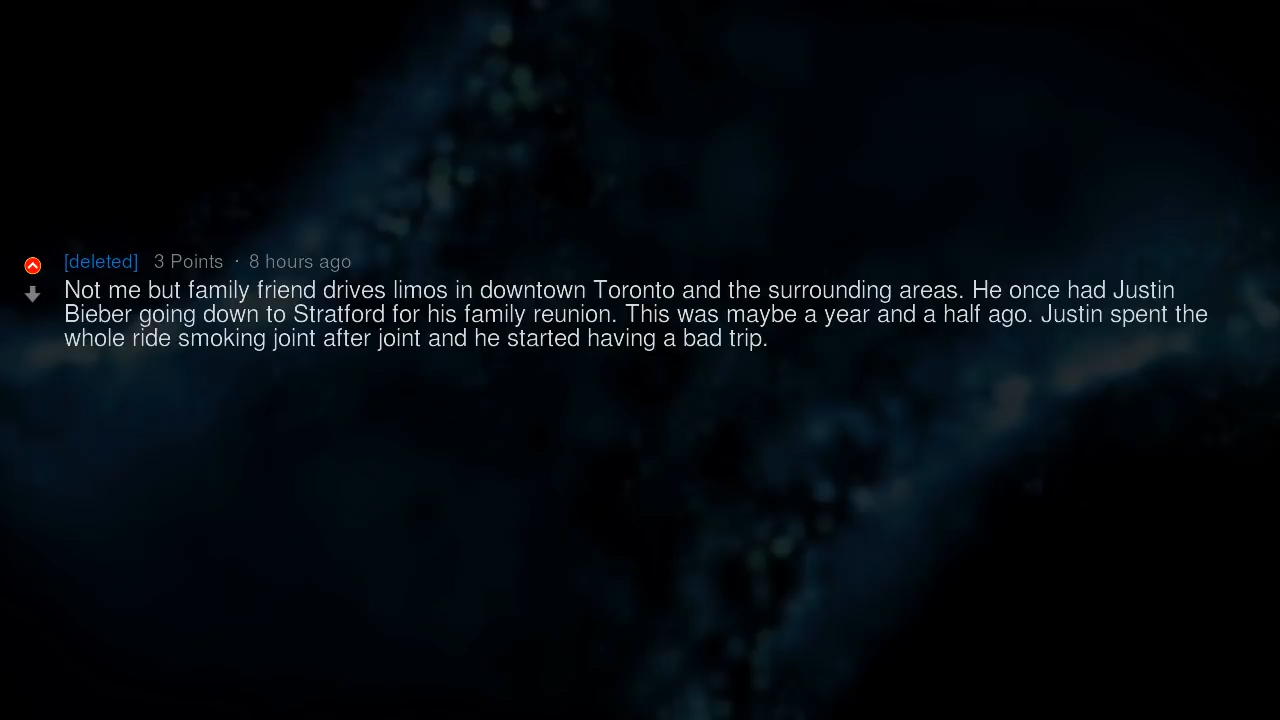 [deleted] 3 Points · 8 hours ago
Not me but family friend drives limos in downtown Toronto and the surrounding areas. He once had Justin
Bieber going down to Stratford for his family reunion. This was maybe a year and a half ago. Justin spent the
whole ride smoking joint after joint and he started having a bad trip.